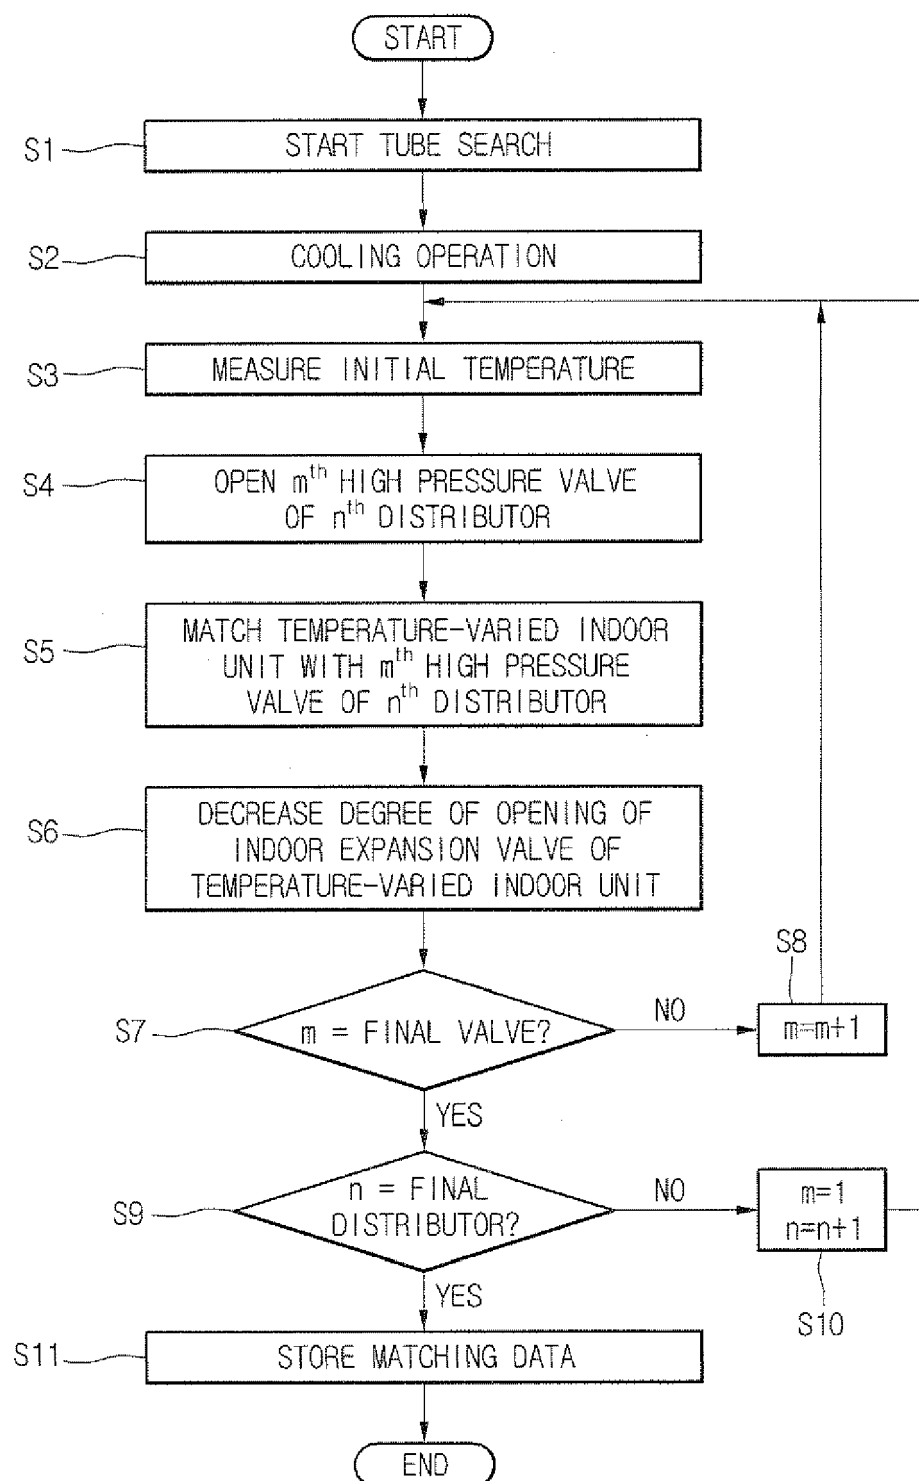 START
S1
START TUBE SEARCH
S2
COOLING OPERATION
S3
MEASURE INITIAL TEMPERATURE
S4
OPEN mth HIGH PRESSURE VALVE
OF nth DISTRIBUTOR
S5
MATCH TEMPERATURE-VARIED INDOOR
UNIT WITH mth HIGH PRESSURE
VALVE OF nth DISTRIBUTOR
S6
DECREASE DEGREE OF OPENING OF
INDOOR EXPANSION VALVE OF
TEMPERATURE-VARIED INDOOR UNIT
S7
m = FINAL VALVE?
NO
S8
m=m+1
YES
S9
n = FINAL
DISTRIBUTOR?
NO
m=1
n=n+1
S10
YES
S11
STORE MATCHING DATA
END